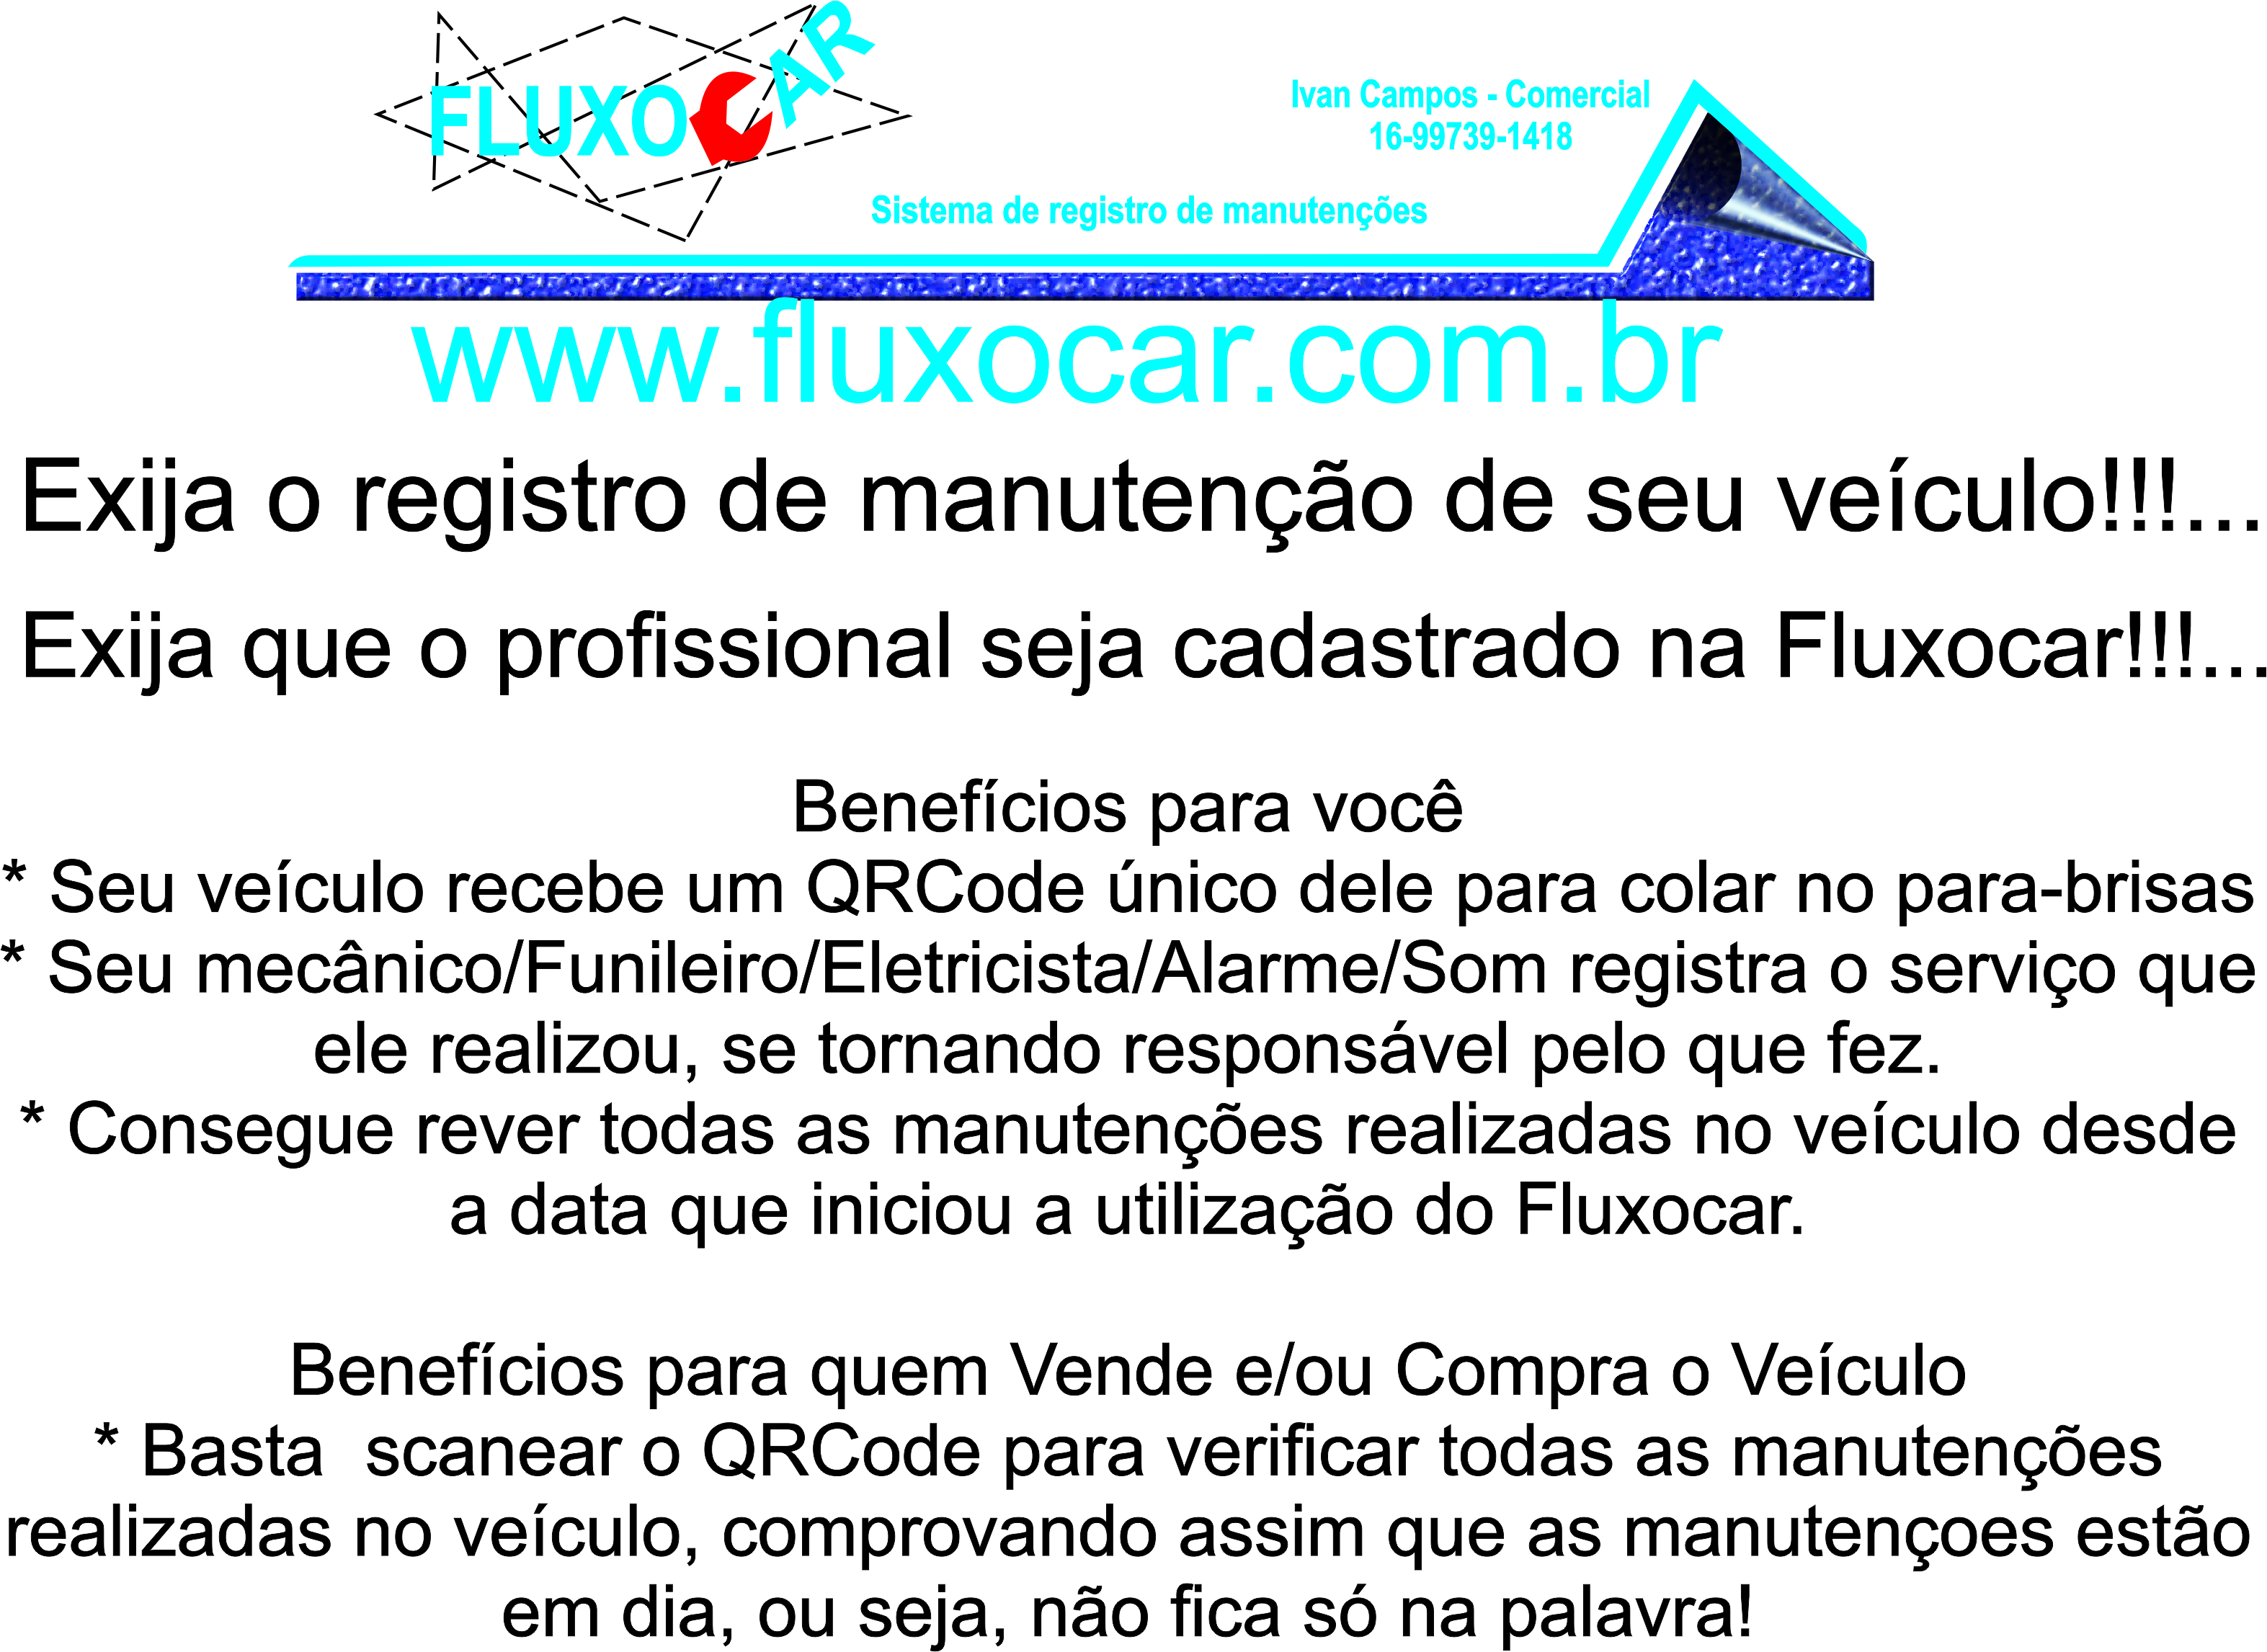 FLUXOCAR
Ivan Campos - Comercial
16-99739-1418
Sistema de registro de manutenções
www.fluxocar.com.br
Exija o registro de manutenção de seu veículo!!!...
Exija que o profissional seja cadastrado na Fluxocar!!!...
Benefícios para você
* Seu veículo recebe um QRCode único dele para colar no para-brisas
* Seu mecânico/Funileiro/Eletricista/Alarme/Som registra o serviço que
ele realizou, se tornando responsável pelo que fez.
* Consegue rever todas as manutenções realizadas no veículo desde
a data que iniciou a utilização do Fluxocar.
Benefícios para quem Vende e/ou Compra o Veículo
* Basta  scanear o QRCode para verificar todas as manutenções
realizadas no veículo, comprovando assim que as manutençoes estão
em dia, ou seja, não fica só na palavra!